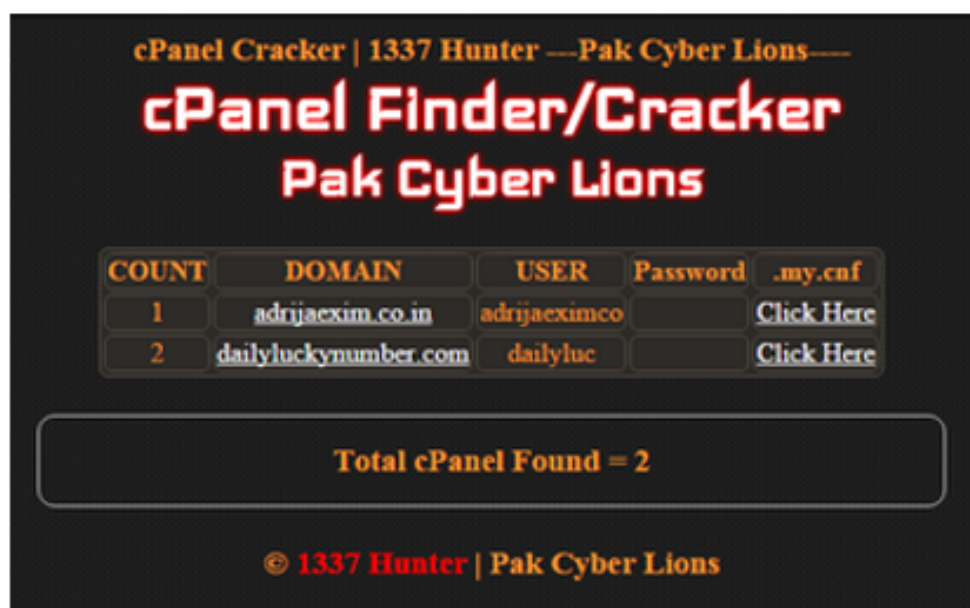 cPanel Cracker | 1337 Hunter ---Pak Cyber Lions----
cPanel Finder/Cracker
Pak Cyber Lions
COUNT DOMAIN USER Password .my.cnf
1 adrijaexim.co.in adrijaeximco Click Here
2 dailyluckynumber.com dailyluc Click Here
Total cPanel Found = 2
© 1337 Hunter | Pak Cyber Lions